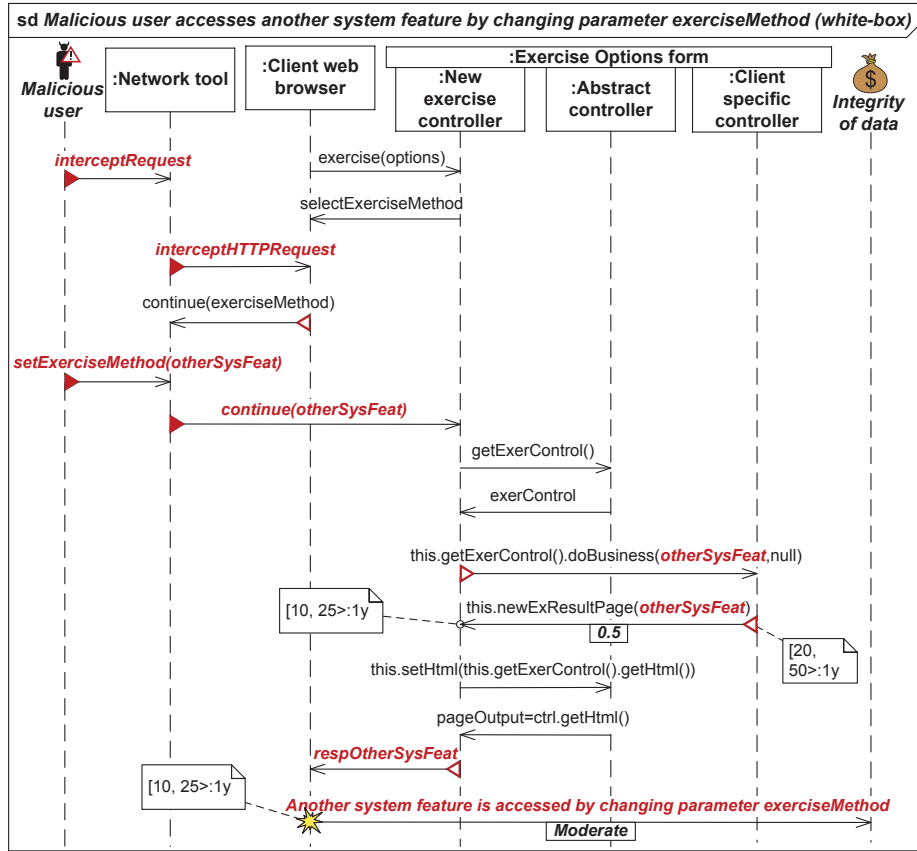 sd Malicious user accesses another system feature by changing parameter exerciseMethod (white-box)
Malicious
user
:Network tool
:Client web
browser
:Exercise Options form
:New
exercise
controller
:Abstract
controller
:Client
specific
controller
$
Integrity
of data
interceptRequest
exercise(options)
selectExerciseMethod
interceptHTTPRequest
continue(exerciseMethod)
setExerciseMethod(otherSysFeat)
continue(otherSysFeat)
getExerControl()
exerControl
this.getExerControl().doBusiness(otherSysFeat,null)
[10, 25>:1y
this.newExResultPage(otherSysFeat)
0.5
[20,
50>:1y
this.setHtml(this.getExerControl().getHtml())
pageOutput=ctrl.getHtml()
respOtherSysFeat
[10, 25>:1y
Another system feature is accessed by changing parameter exerciseMethod
Moderate